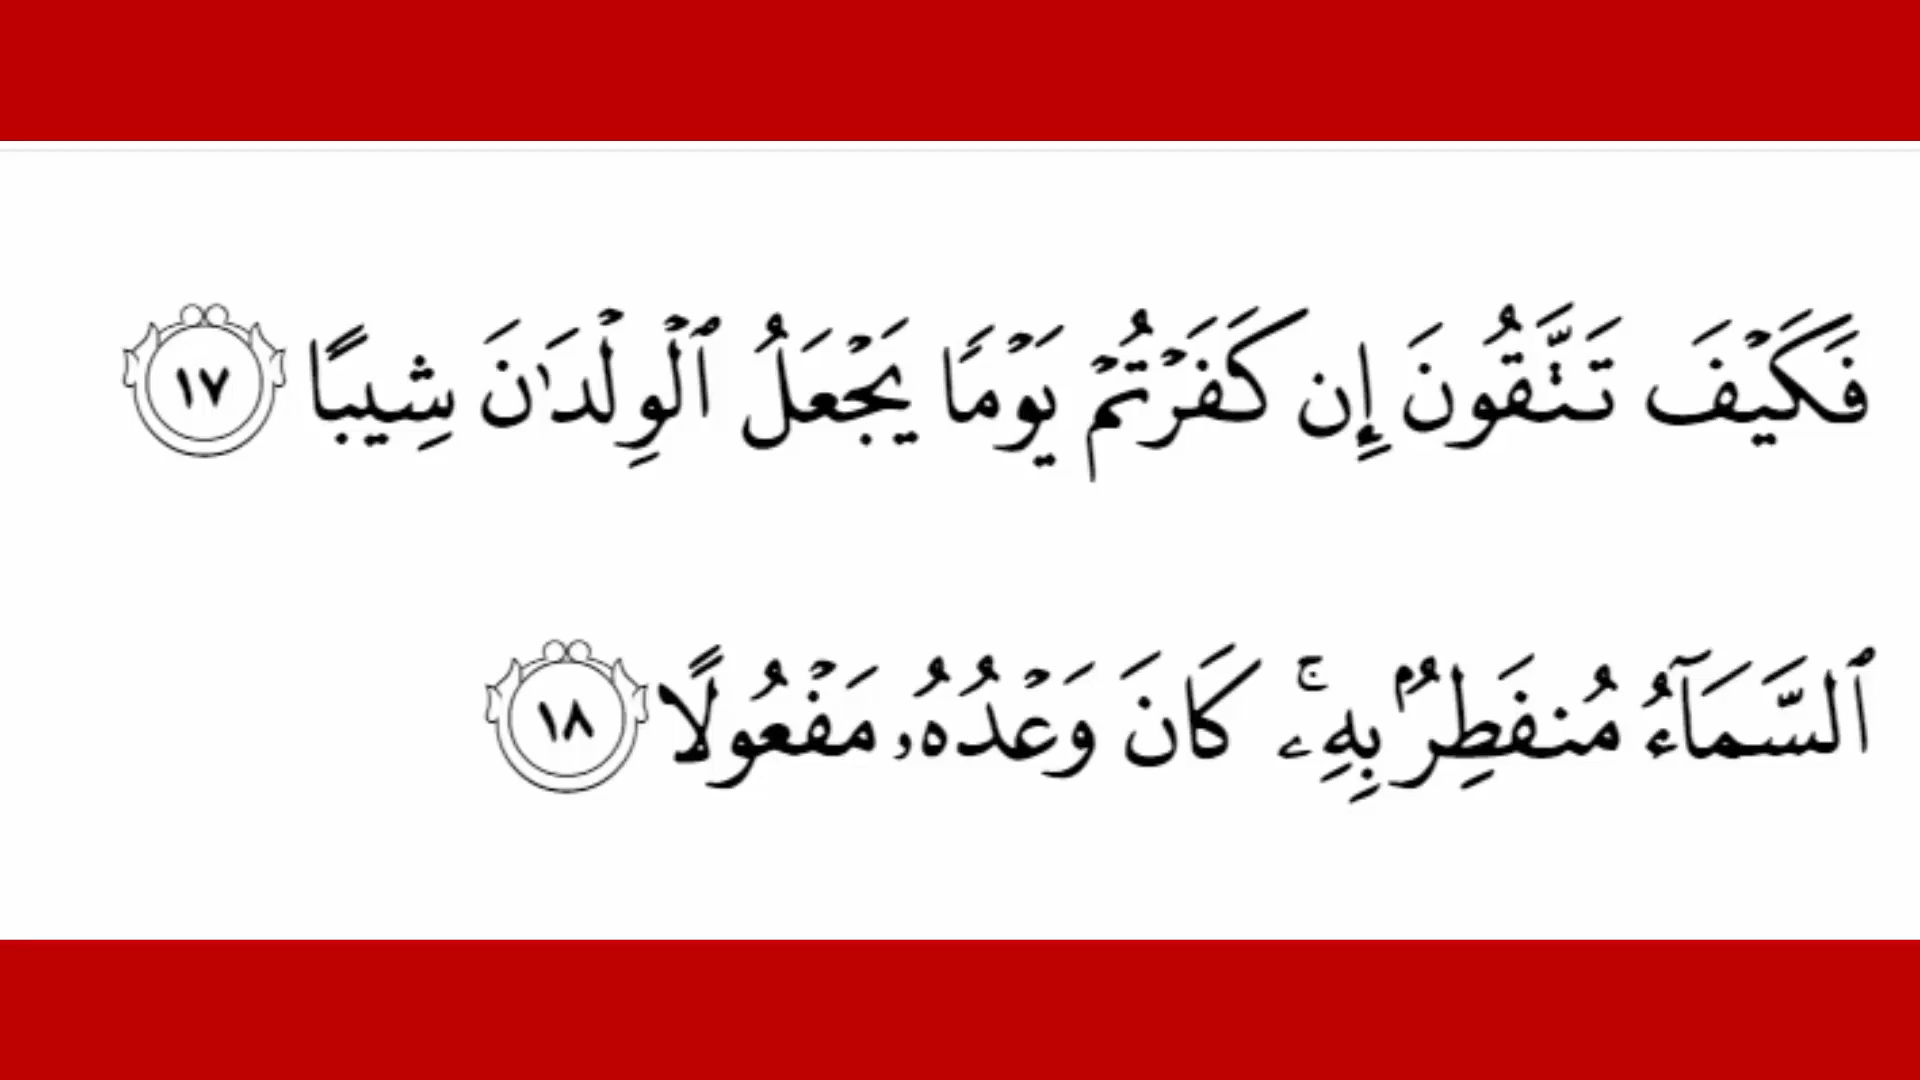 فَكَيۡفَ تَتَّقُونَ إِن كَفَرۡتُمۡ يَوۡمٗا يَجۡعَلُ ٱلۡوِلۡدَٰنَ شِيبًا ١٧
ٱلسَّمَآءُ مُنفَطِرُۢ بِهِۦۚ كَانَ وَعۡدُهُۥ مَفۡعُولًا ١٨